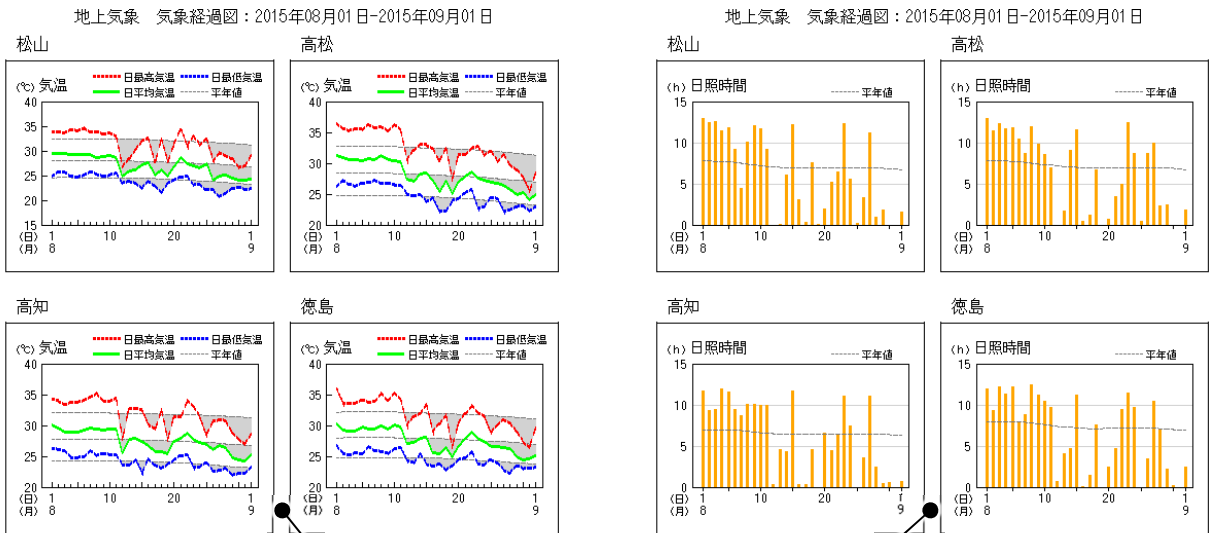 地上気象 気象経過図：2015年08月01日-2015年09月01日
松山
(℃) 気温
日最高気温 日最低気温
日平均気温 平年値
40
35
30
25
20
15
(日) 1 10 20 1
(月) 8 9
高松
(℃) 気温
日最高気温 日最低気温
日平均気温 平年値
40
35
30
25
20
(日) 1 10 20 1
(月) 8 9
高知
(℃) 気温
日最高気温 日最低気温
日平均気温 平年値
40
35
30
25
20
(日) 1 10 20 1
(月) 8 9
徳島
(℃) 気温
日最高気温 日最低気温
日平均気温 平年値
40
35
30
25
20
(日) 1 10 20 1
(月) 8 9
地上気象 気象経過図：2015年08月01日-2015年09月01日
松山
(h) 日照時間
平年値
15
10
5
0
(日) 1 10 20 1
(月) 8 9
高松
(h) 日照時間
平年値
15
10
5
0
(日) 1 10 20 1
(月) 8 9
高知
(h) 日照時間
平年値
15
10
5
0
(日) 1 10 20 1
(月) 8 9
徳島
(h) 日照時間
平年値
15
10
5
0
(日) 1 10 20 1
(月) 8 9